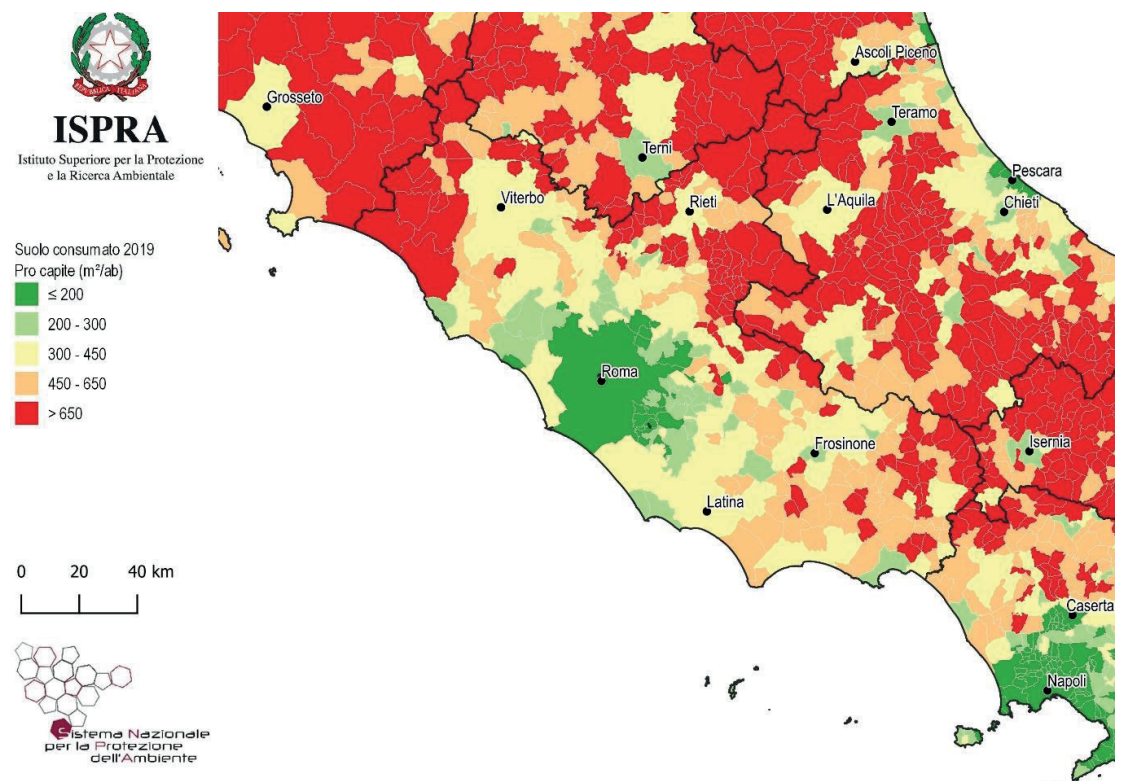 REPVBBLICA ITALIANA
ISPRA
Istituto Superiore per la Protezione
e la Ricerca Ambientale
Suolo consumato 2019
Pro capite (m²/ab)
≤ 200
200 - 300
300 - 450
450 - 650
> 650
0 20 40 km
Sistema Nazionale
per la Protezione
dell'Ambiente
Ascoli Piceno
Grosseto
Teramo
Terni
Pescara
Viterbo
Rieti
L'Aquila
Chieti
Roma
Frosinone
Isernia
Latina
Caserta
Napoli